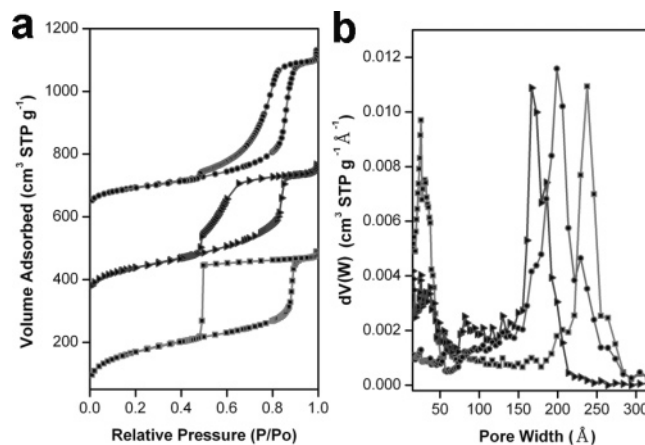 a
1200
1000
800
600
400
200
0.0 0.2 0.4 0.6 0.8 1.0
Volume Adsorbed (cm³ STP g⁻¹)
Relative Pressure (P/Po)
b
0.012
0.010
0.008
0.006
0.004
0.002
0.000
50 100 150 200 250 300
dV(W) (cm³ STP g⁻¹Å⁻¹)
Pore Width (Å)